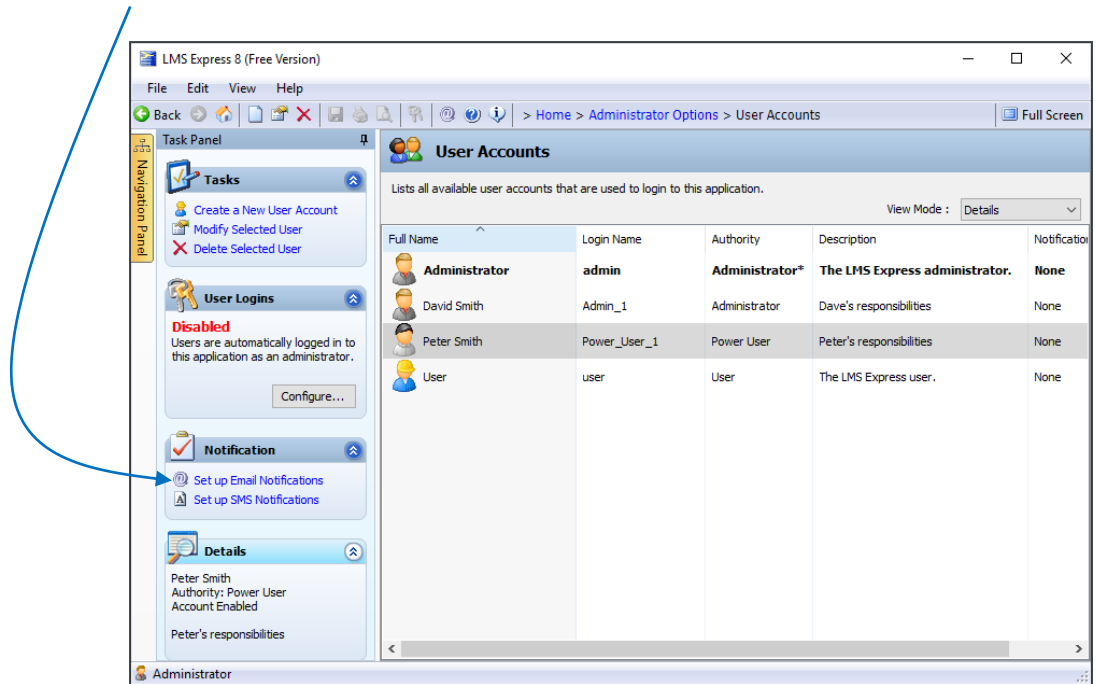 LMS Express 8 (Free Version)
File Edit View Help
Back > Home > Administrator Options > User Accounts Full Screen
Navigation Panel
Task Panel
Tasks
Create a New User Account
Modify Selected User
Delete Selected User
User Logins
Disabled
Users are automatically logged in to
this application as an administrator.
Configure...
Notification
Set up Email Notifications
Set up SMS Notifications
Details
Peter Smith
Authority: Power User
Account Enabled
Peter's responsibilities
User Accounts
Lists all available user accounts that are used to login to this application.
View Mode : Details
Full Name Login Name Authority Description Notification
Administrator admin Administrator* The LMS Express administrator. None
David Smith Admin_1 Administrator Dave's responsibilities None
Peter Smith Power_User_1 Power User Peter's responsibilities None
User user User The LMS Express user. None
Administrator